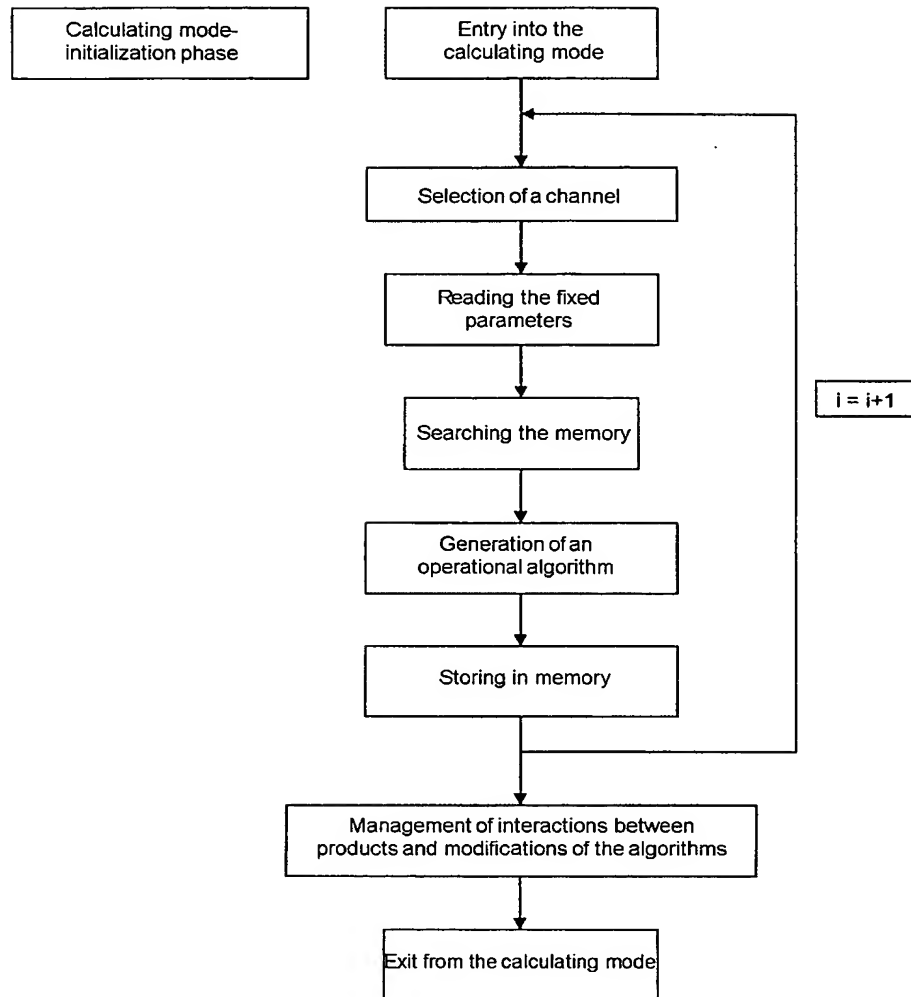 Calculating mode-
initialization phase
Entry into the
calculating mode
Selection of a channel
Reading the fixed
parameters
Searching the memory
i = i+1
Generation of an
operational algorithm
Storing in memory
Management of interactions between
products and modifications of the algorithms
Exit from the calculating mode